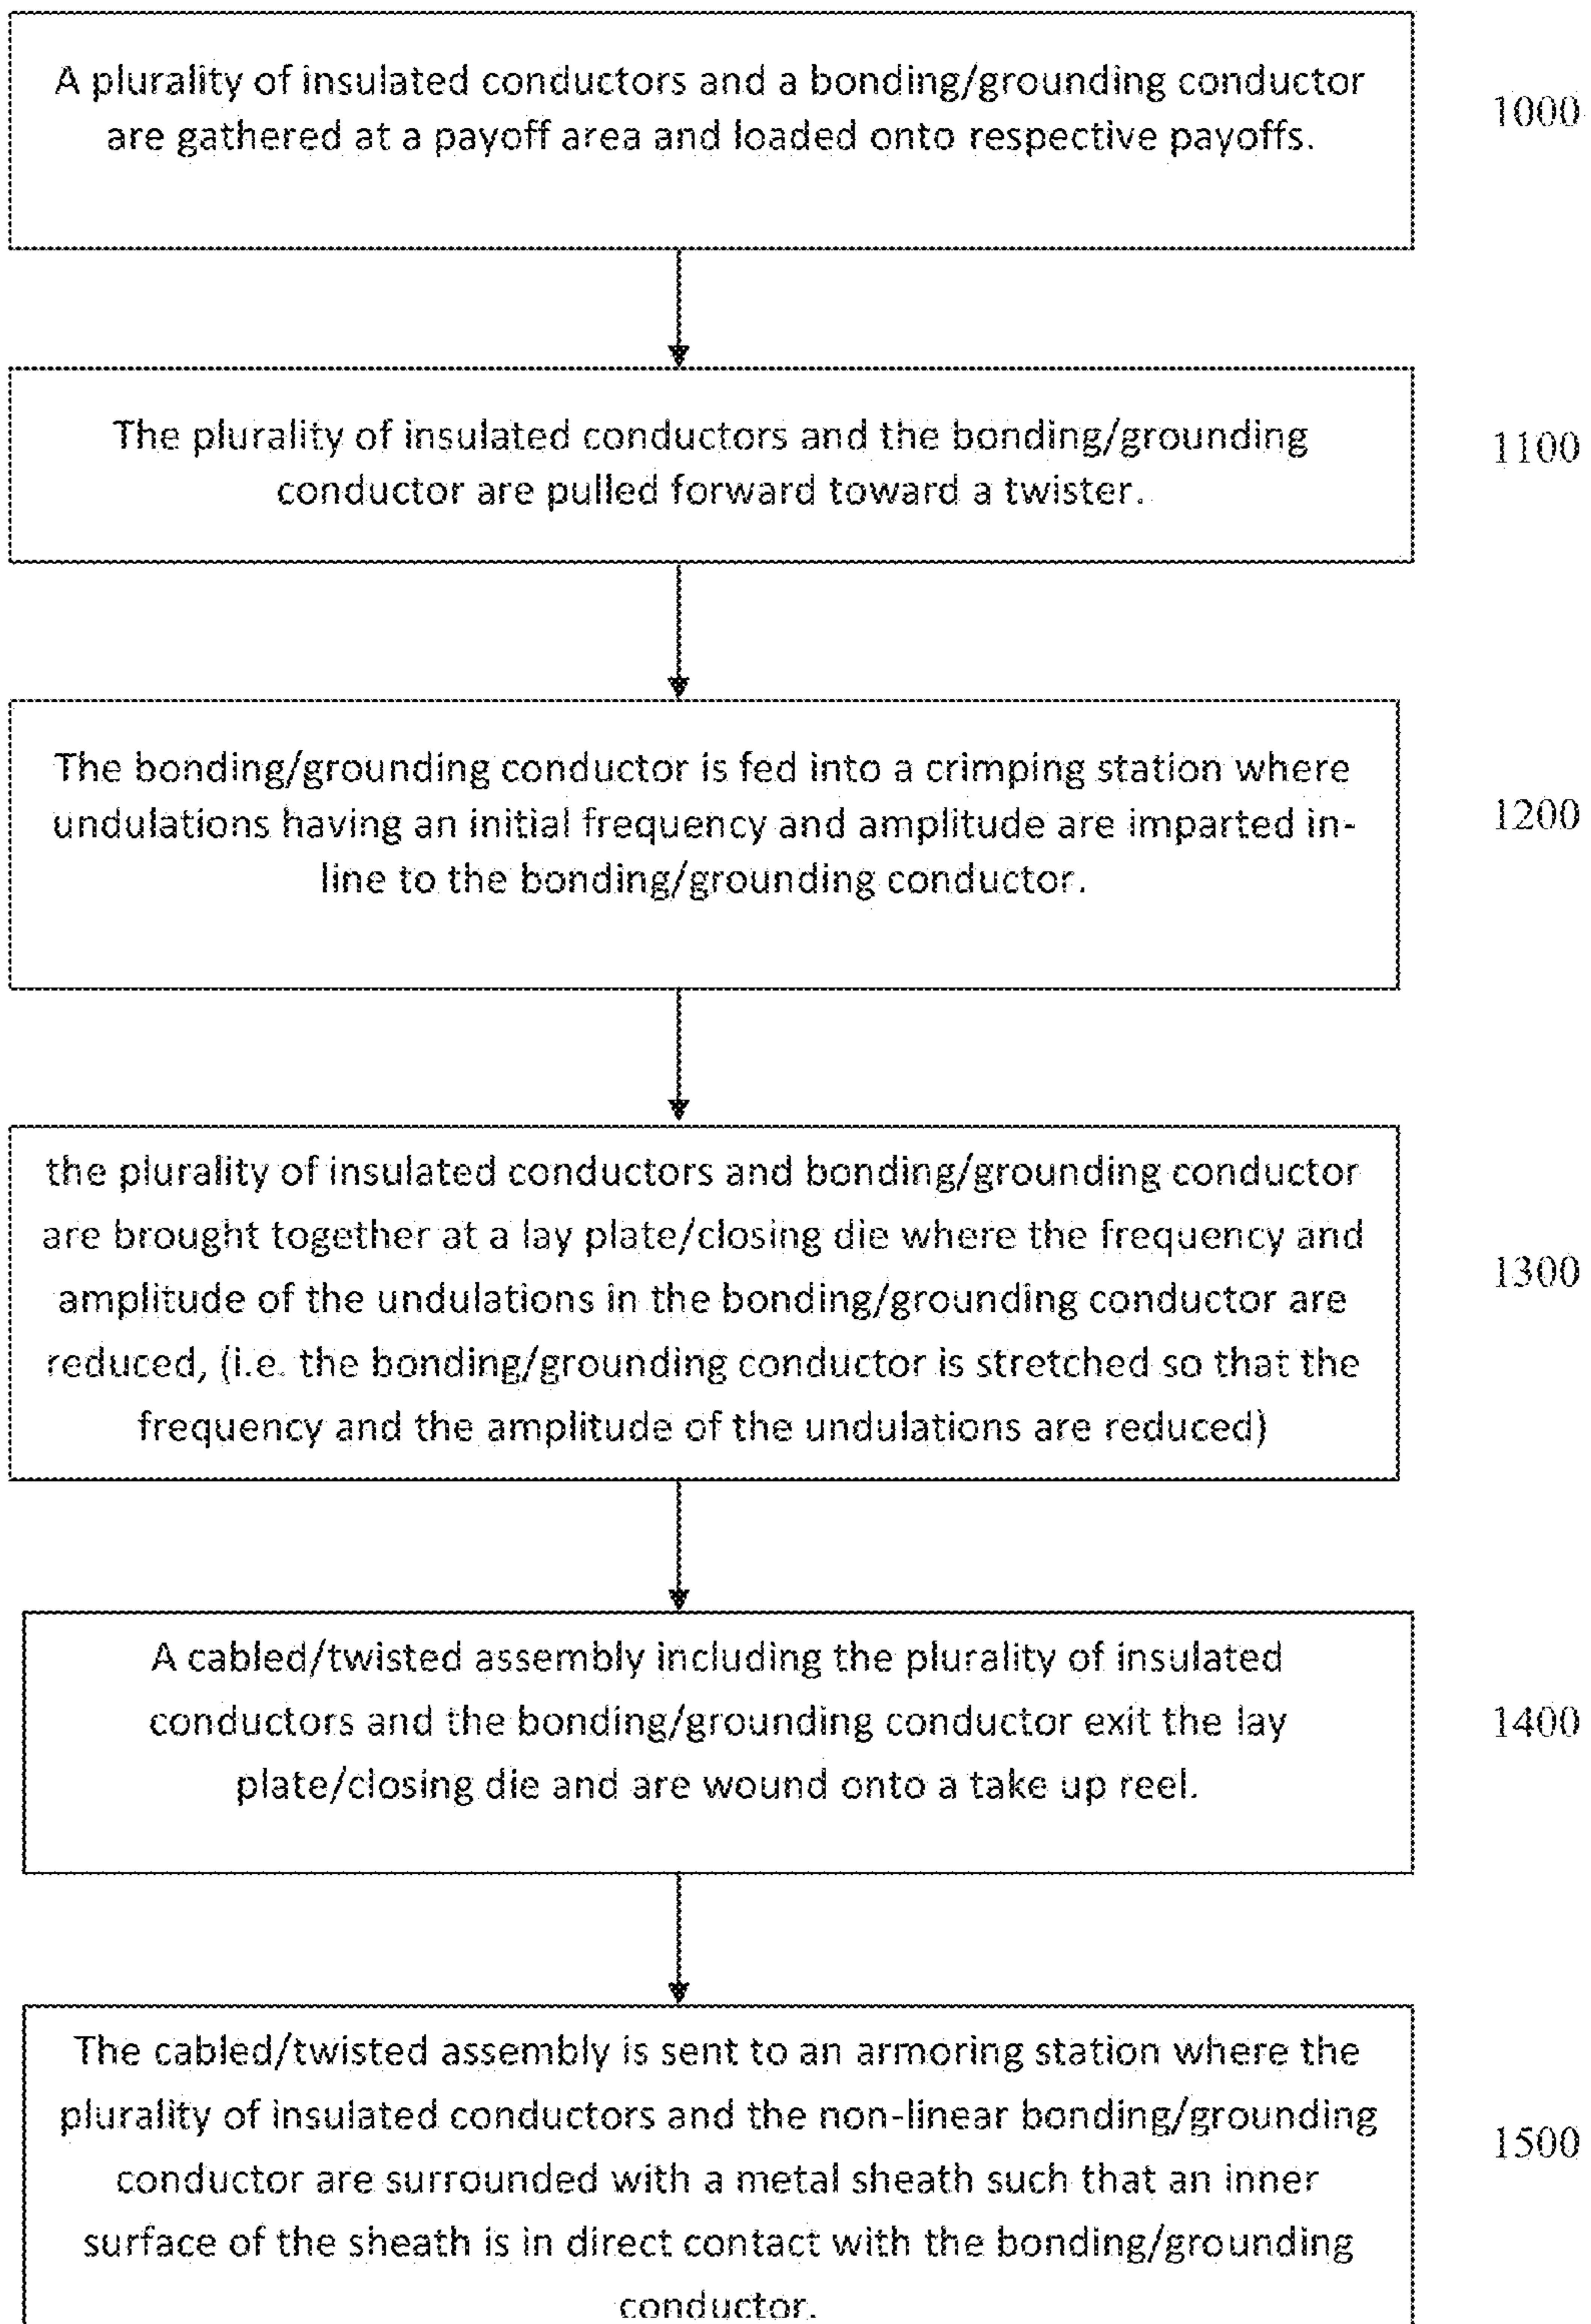 A plurality of insulated conductors and a bonding/grounding conductor
are gathered at a payoff area and loaded onto respective payoffs.
1000
The plurality of insulated conductors and the bonding/grounding
conductor are pulled forward toward a twister.
1100
The bonding/grounding conductor is fed into a crimping station where
undulations having an initial frequency and amplitude are imparted in-
line to the bonding/grounding conductor.
1200
the plurality of insulated conductors and bonding/grounding conductor
are brought together at a lay plate/closing die where the frequency and
amplitude of the undulations in the bonding/grounding conductor are
reduced, (i.e. the bonding/grounding conductor is stretched so that the
frequency and the amplitude of the undulations are reduced)
1300
A cabled/twisted assembly including the plurality of insulated
conductors and the bonding/grounding conductor exit the lay
plate/closing die and are wound onto a take up reel.
1400
The cabled/twisted assembly is sent to an armoring station where the
plurality of insulated conductors and the non-linear bonding/grounding
conductor are surrounded with a metal sheath such that an inner
surface of the sheath is in direct contact with the bonding/grounding
conductor.
1500